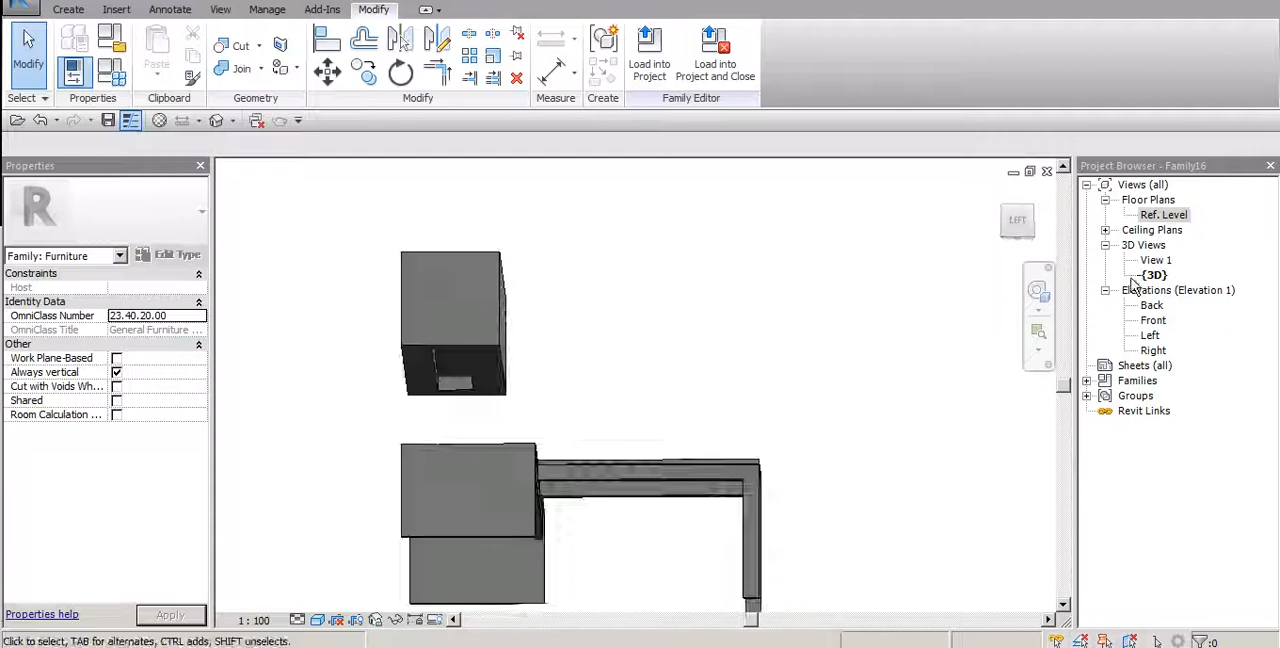 Create Insert Annotate View Manage Add-Ins Modify
Modify
Paste
Cut
Join
Load into
Project
Load into
Project and Close
Select Properties Clipboard Geometry Modify Measure Create Family Editor
Properties
R
Family: Furniture
Edit Type
Constraints
Host
Identity Data
OmniClass Number 23.40.20.00
OmniClass Title General Furniture ...
Other
Work Plane-Based
Always vertical
Cut with Voids Wh...
Shared
Room Calculation ...
Properties help
Apply
LEFT
1 : 100
Project Browser - Family16
Views (all)
Floor Plans
Ref. Level
Ceiling Plans
3D Views
View 1
{3D}
Elevations (Elevation 1)
Back
Front
Left
Right
Sheets (all)
Families
Groups
Revit Links
Click to select, TAB for alternates, CTRL adds, SHIFT unselects.
:0